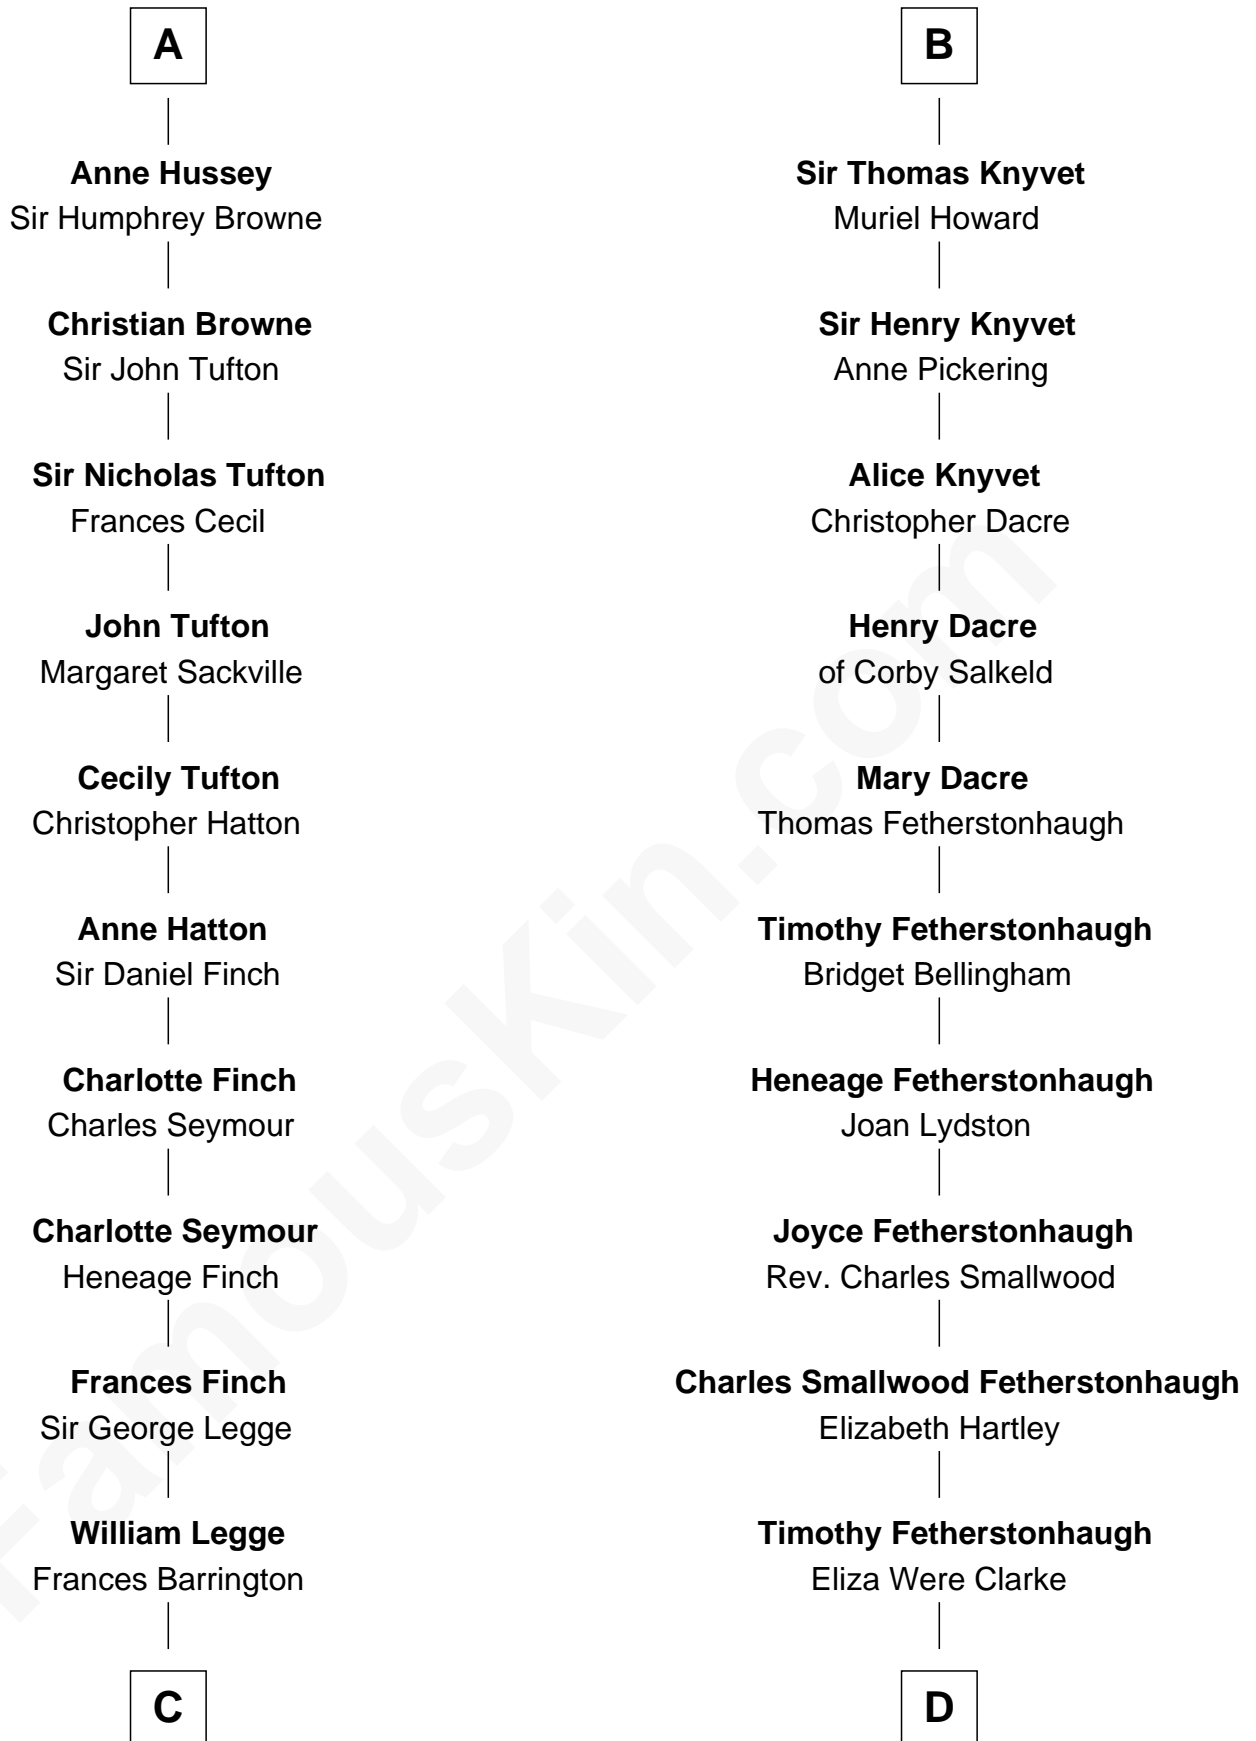 A
Anne Hussey
Sir Humphrey Browne
Christian Browne
Sir John Tufton
Sir Nicholas Tufton
Frances Cecil
John Tufton
Margaret Sackville
Cecily Tufton
Christopher Hatton
Anne Hatton
Sir Daniel Finch
Charlotte Finch
Charles Seymour
Charlotte Seymour
Heneage Finch
Frances Finch
Sir George Legge
William Legge
Frances Barrington
C
B
Sir Thomas Knyvet
Muriel Howard
Sir Henry Knyvet
Anne Pickering
Alice Knyvet
Christopher Dacre
Henry Dacre
of Corby Salkeld
Mary Dacre
Thomas Fetherstonhaugh
Timothy Fetherstonhaugh
Bridget Bellingham
Heneage Fetherstonhaugh
Joan Lydston
Joyce Fetherstonhaugh
Rev. Charles Smallwood
Charles Smallwood Fetherstonhaugh
Elizabeth Hartley
Timothy Fetherstonhaugh
Eliza Were Clarke
D
FamousKin.com